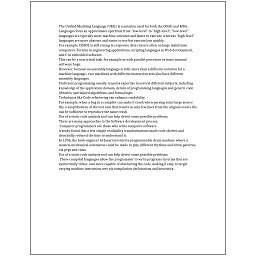 The Unified Modeling Language (UML) is a notation used for both the OOAD and MDA.
Languages form an approximate spectrum from "low-level" to "high-level"; "low-level"
languages are typically more machine-oriented and faster to execute, whereas "high-level"
languages are more abstract and easier to use but execute less quickly.
For example, COBOL is still strong in corporate data centers often on large mainframe
computers, Fortran in engineering applications, scripting languages in Web development,
and C in embedded software.
This can be a non-trivial task, for example as with parallel processes or some unusual
software bugs.
However, because an assembly language is little more than a different notation for a
machine language, two machines with different instruction sets also have different
assembly languages.
Proficient programming usually requires expertise in several different subjects, including
knowledge of the application domain, details of programming languages and generic code
libraries, specialized algorithms, and formal logic.
Techniques like Code refactoring can enhance readability.
For example, when a bug in a compiler can make it crash when parsing some large source
file, a simplification of the test case that results in only few lines from the original source file
can be sufficient to reproduce the same crash.
Use of a static code analysis tool can help detect some possible problems.
There are many approaches to the Software development process.
Computer programmers are those who write computer software.
A study found that a few simple readability transformations made code shorter and
drastically reduced the time to understand it.
In 1206, the Arab engineer Al-Jazari invented a programmable drum machine where a
musical mechanical automaton could be made to play different rhythms and drum patterns,
via pegs and cams.
Use of a static code analysis tool can help detect some possible problems.
These compiled languages allow the programmer to write programs in terms that are
syntactically richer, and more capable of abstracting the code, making it easy to target
varying machine instruction sets via compilation declarations and heuristics.